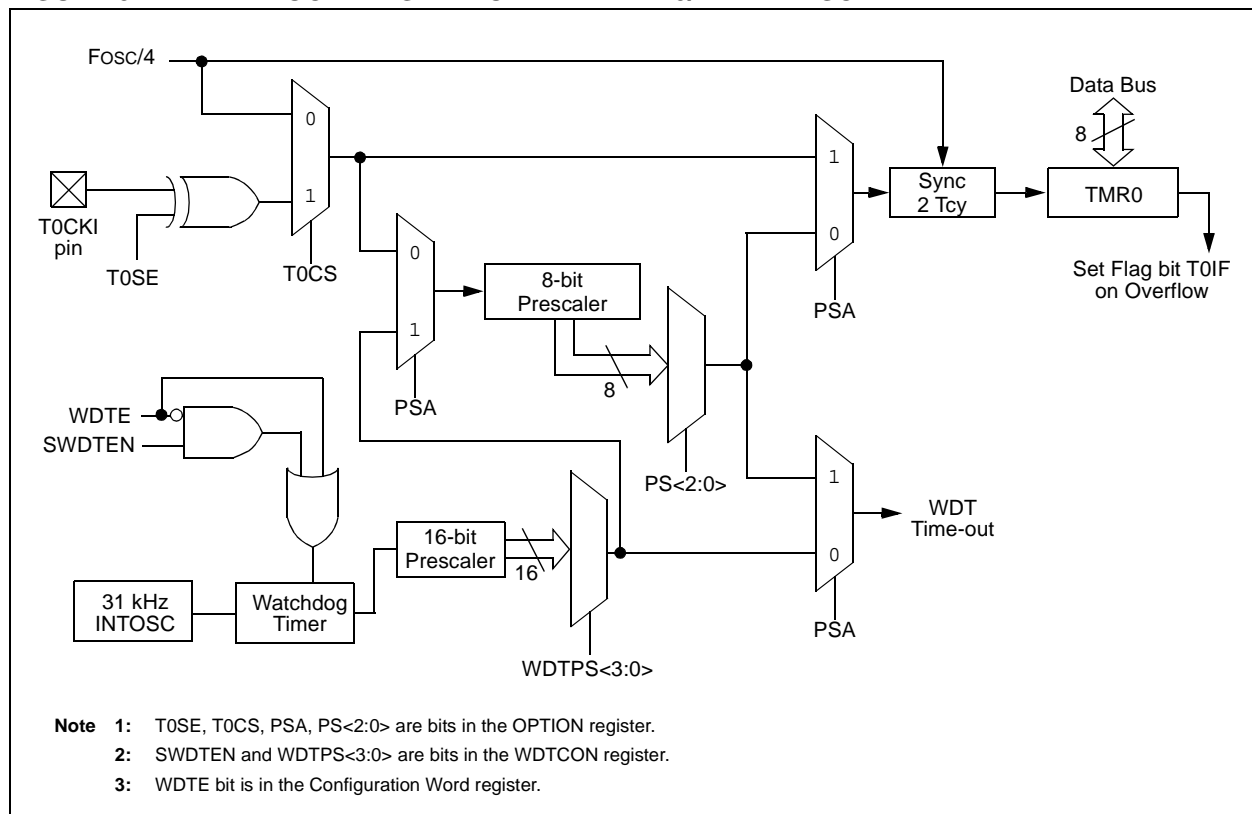 Fosc/4
Data Bus
8
0
1
1
Sync
2 Tcy
TMR0
T0CKI
pin
T0SE
T0CS
0
8-bit
Prescaler
0
Set Flag bit T0IF
on Overflow
1
PSA
8
WDTE
PSA
SWDTEN
PS<2:0>
1
WDT
Time-out
16-bit
Prescaler
16
0
31 kHz
INTOSC
Watchdog
Timer
PSA
WDTPS<3:0>
Note 1: T0SE, T0CS, PSA, PS<2:0> are bits in the OPTION register.
2: SWDTEN and WDTPS<3:0> are bits in the WDTCON register.
3: WDTE bit is in the Configuration Word register.